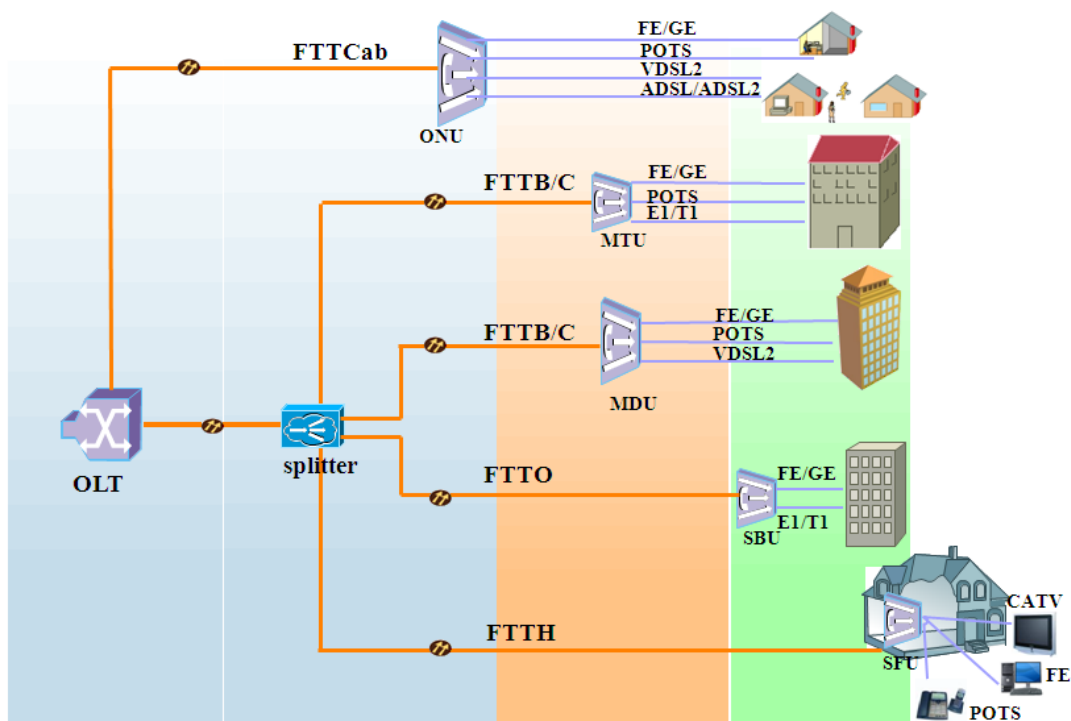 FTTCab
FE/GE
POTS
VDSL2
ADSL/ADSL2
ONU
FTTB/C
FE/GE
POTS
E1/T1
MTU
FTTB/C
FE/GE
POTS
VDSL2
MDU
OLT
splitter
FTTO
FE/GE
E1/T1
SBU
FTTH
CATV
SFU
FE
POTS